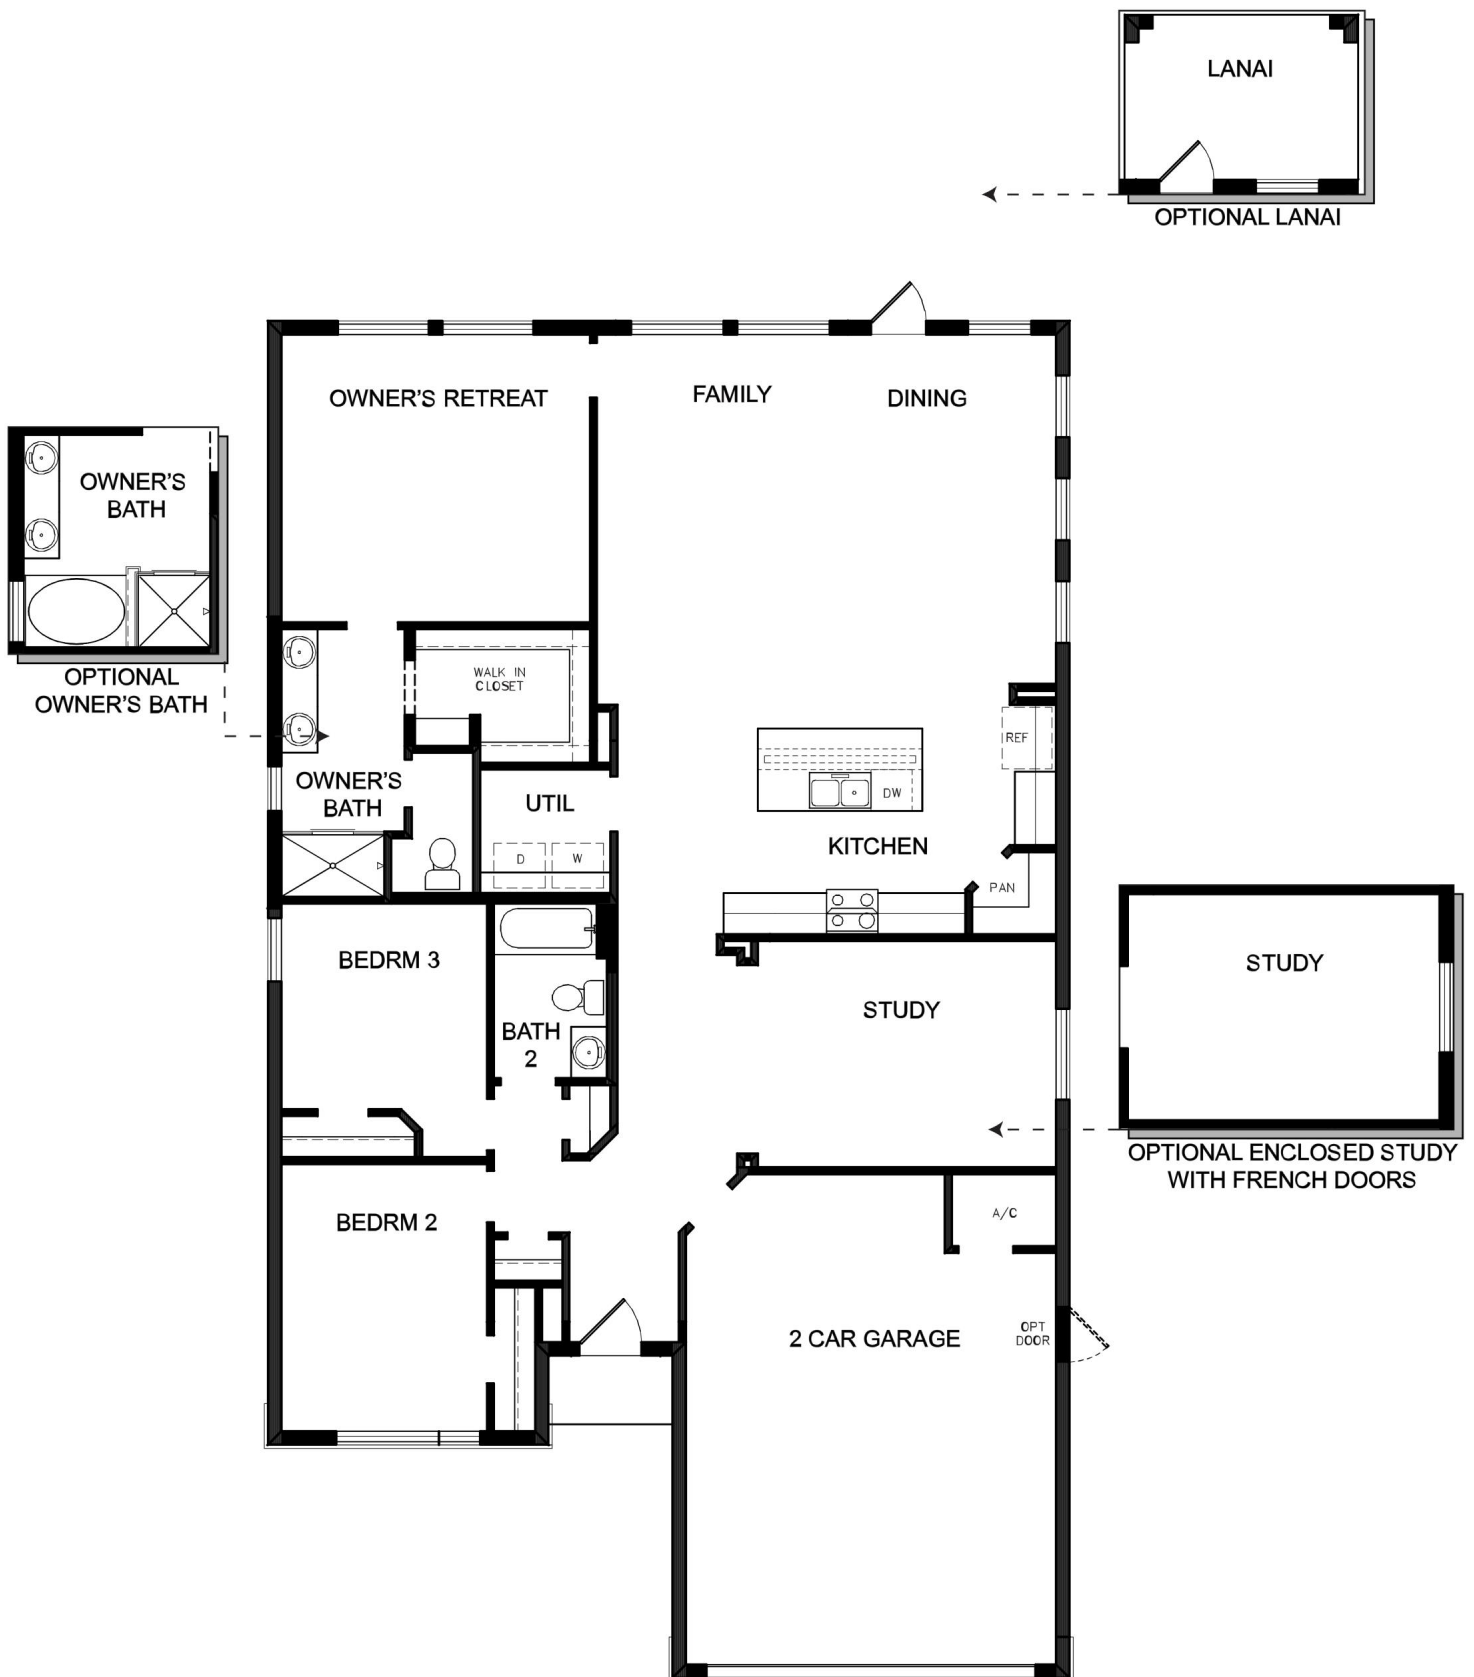 LANAI
OPTIONAL LANAI
OWNER'S RETREAT
FAMILY
DINING
OWNER'S
BATH
OPTIONAL
OWNER'S BATH
WALK IN
CLOSET
REF
OWNER'S
BATH
UTIL
DW
KITCHEN
D
W
PAN
BEDRM 3
BATH
2
STUDY
STUDY
OPTIONAL ENCLOSED STUDY
WITH FRENCH DOORS
BEDRM 2
A/C
2 CAR GARAGE
OPT
DOOR